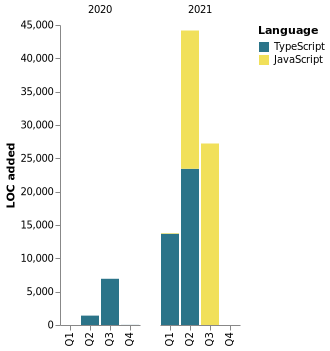 2020
2021
Language
TypeScript
JavaScript
LOC added
45,000
40,000
35,000
30,000
25,000
20,000
15,000
10,000
5,000
0
Q1
Q2
Q3
Q4
Q1
Q2
Q3
Q4